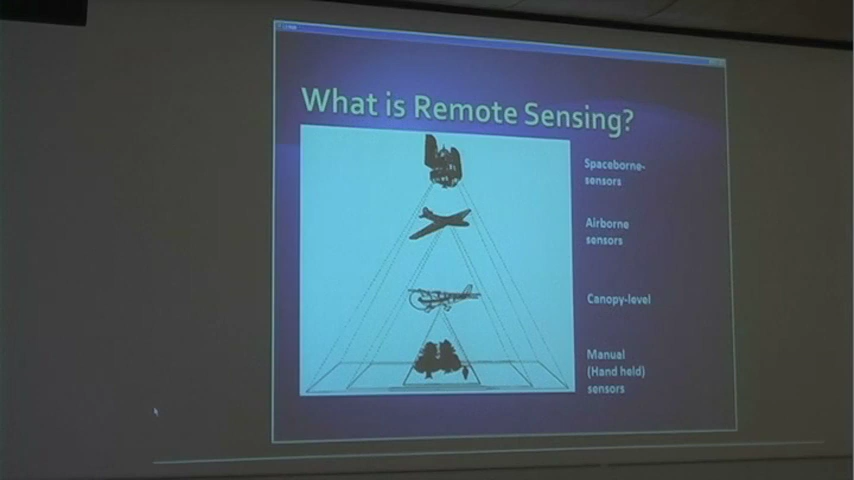 What is Remote Sensing?
Spaceborne-
sensors
Airborne
sensors
Canopy-level
Manual
(Hand held)
sensors